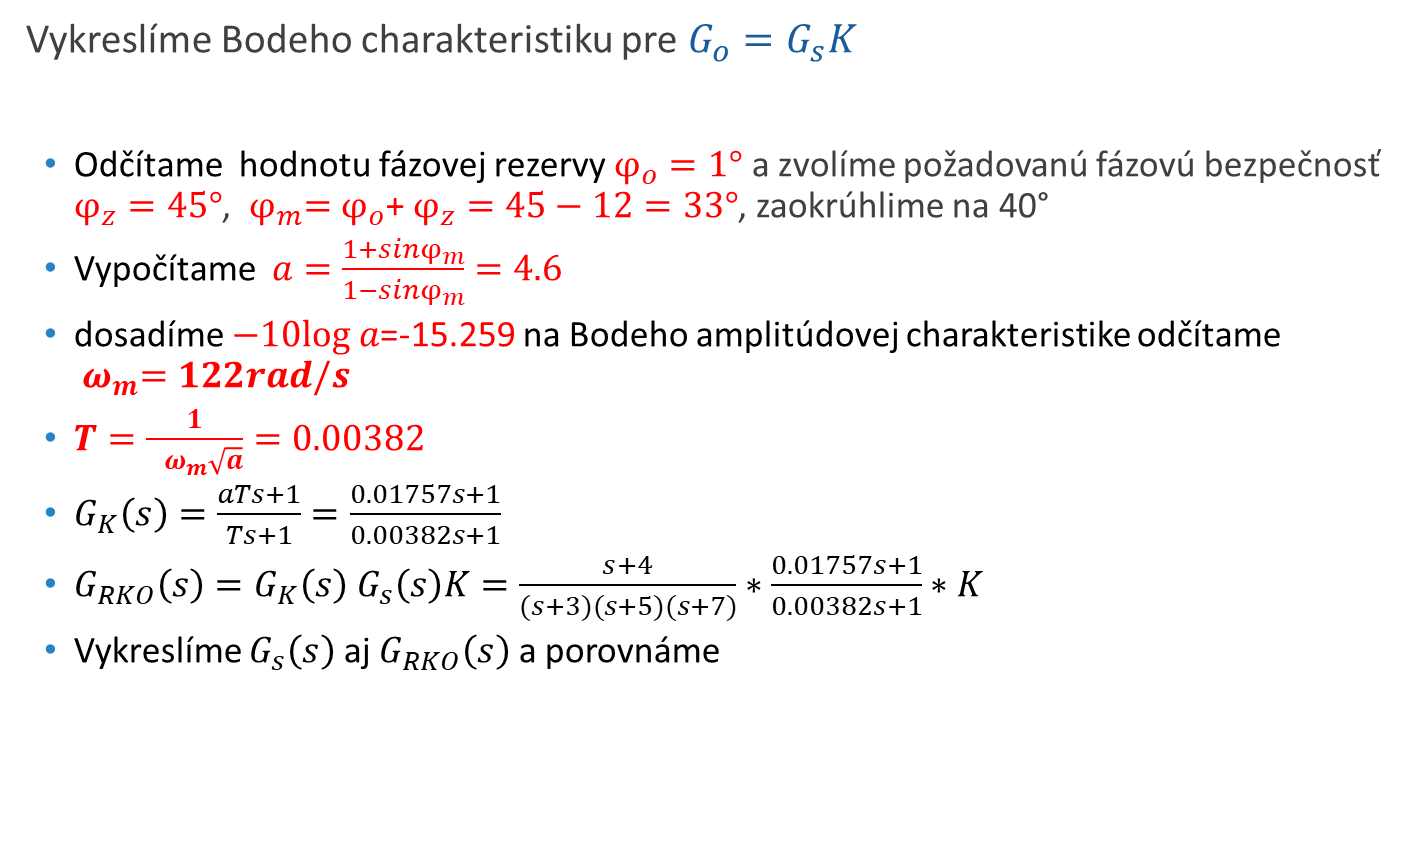 Vykreslíme Bodeho charakteristiku pre G_o = G_s K
• Odčítame hodnotu fázovej rezervy φ_o = 1° a zvolíme požadovanú fázovú bezpečnosť
φ_z = 45°, φ_m= φ_o+ φ_z = 45 − 12 = 33°, zaokrúhlime na 40°
• Vypočítame a = (1+sinφ_m)/(1−sinφ_m) = 4.6
• dosadíme −10log a=-15.259 na Bodeho amplitúdovej charakteristike odčítame
ω_m= 122rad/s
• T = 1/(ω_m√a) = 0.00382
• G_K(s) = (aTs+1)/(Ts+1) = (0.01757s+1)/(0.00382s+1)
• G_RKO(s) = G_K(s) G_s(s)K = (s+4)/((s+3)(s+5)(s+7)) ∗ (0.01757s+1)/(0.00382s+1) ∗ K
• Vykreslíme G_s(s) aj G_RKO(s) a porovnáme